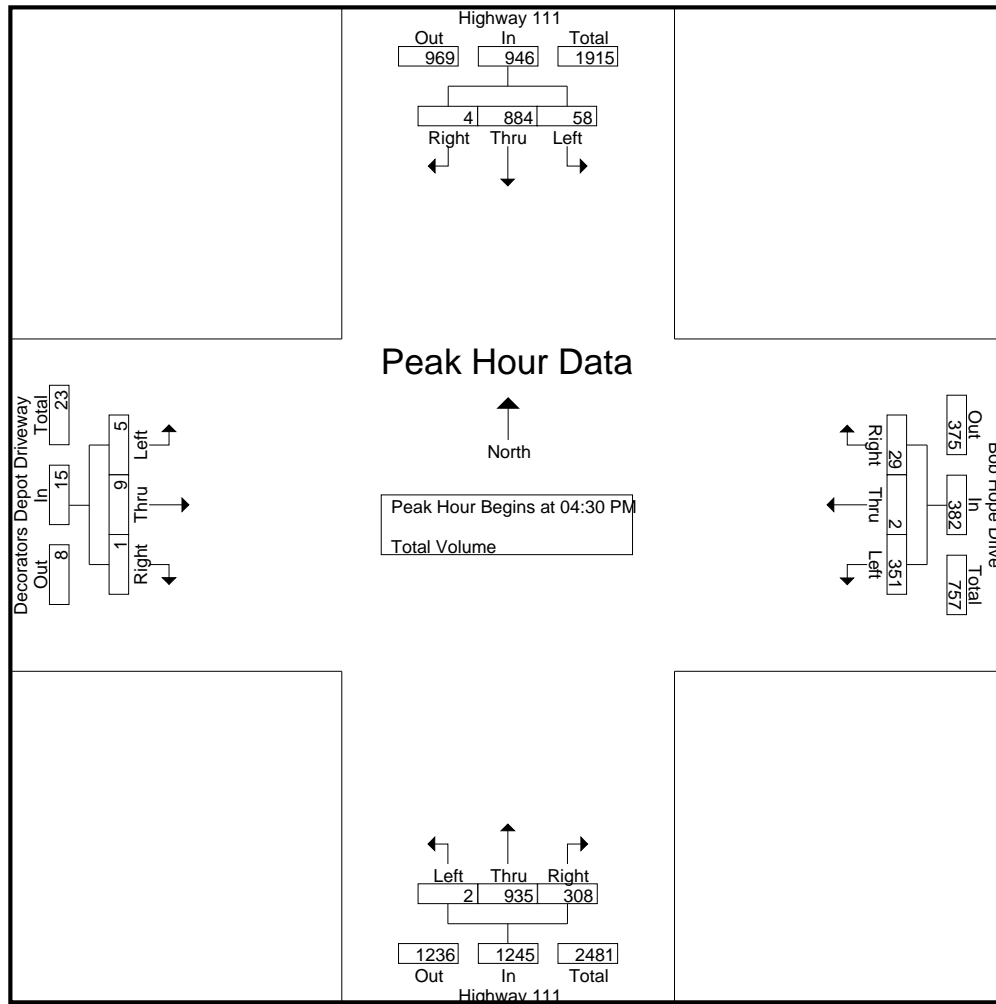 Highway 111
Out In Total
969 946 1915
4 884 58
Right Thru Left
Peak Hour Data
North
Peak Hour Begins at 04:30 PM
Total Volume
Decorators Depot Driveway
Out In Total
8 15 23
Left Thru Right
5 9 1
Bob Hope Drive
Out In Total
375 382 757
Right Thru Left
29 2 351
Left Thru Right
2 935 308
1236 1245 2481
Out In Total
Highway 111